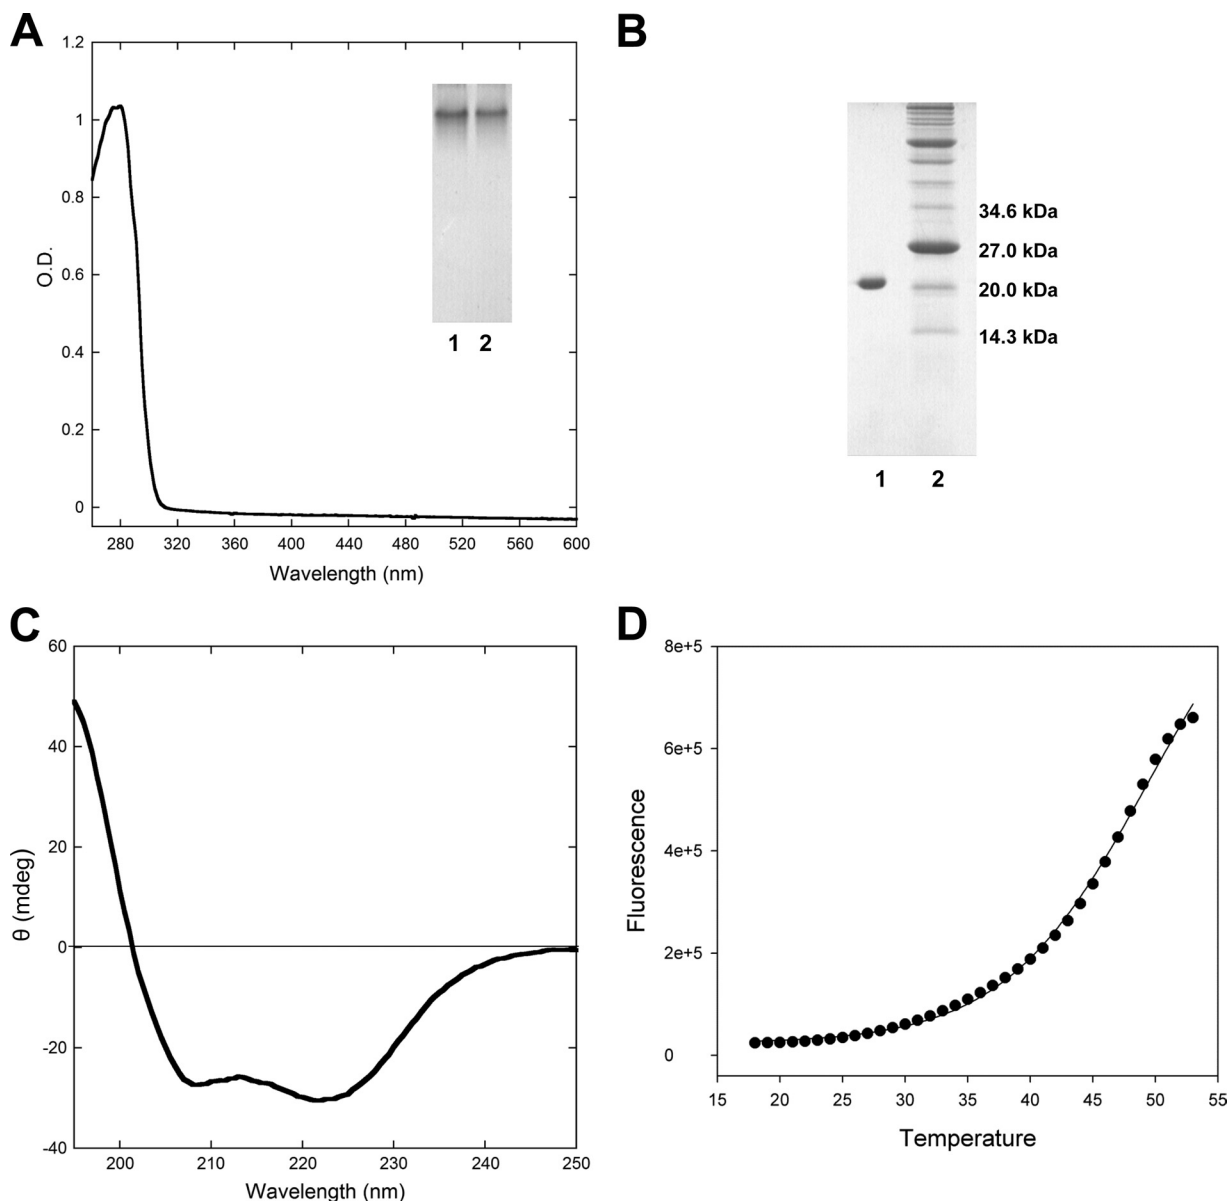 A
1.2
1
0.8
0.6
0.4
0.2
0
O.D.
280 320 360 400 440 480 520 560 600
Wavelength (nm)
1 2
B
34.6 kDa
27.0 kDa
20.0 kDa
14.3 kDa
1 2
C
60
40
20
0
-20
-40
θ (mdeg)
200 210 220 230 240 250
Wavelength (nm)
D
8e+5
6e+5
4e+5
2e+5
0
Fluorescence
15 20 25 30 35 40 45 50 55
Temperature